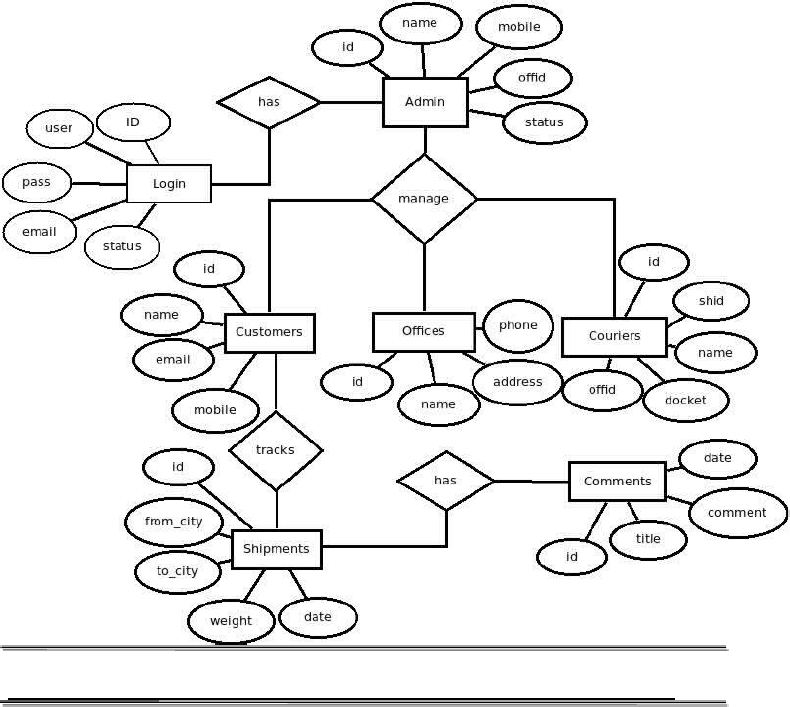 name
mobile
id
offid
has
Admin
status
user
ID
pass
Login
email
status
manage
id
id
name
shid
Customers
Offices
phone
Couriers
email
name
id
address
offid
docket
mobile
name
tracks
id
has
Comments
date
from_city
comment
Shipments
title
id
to_city
weight
date